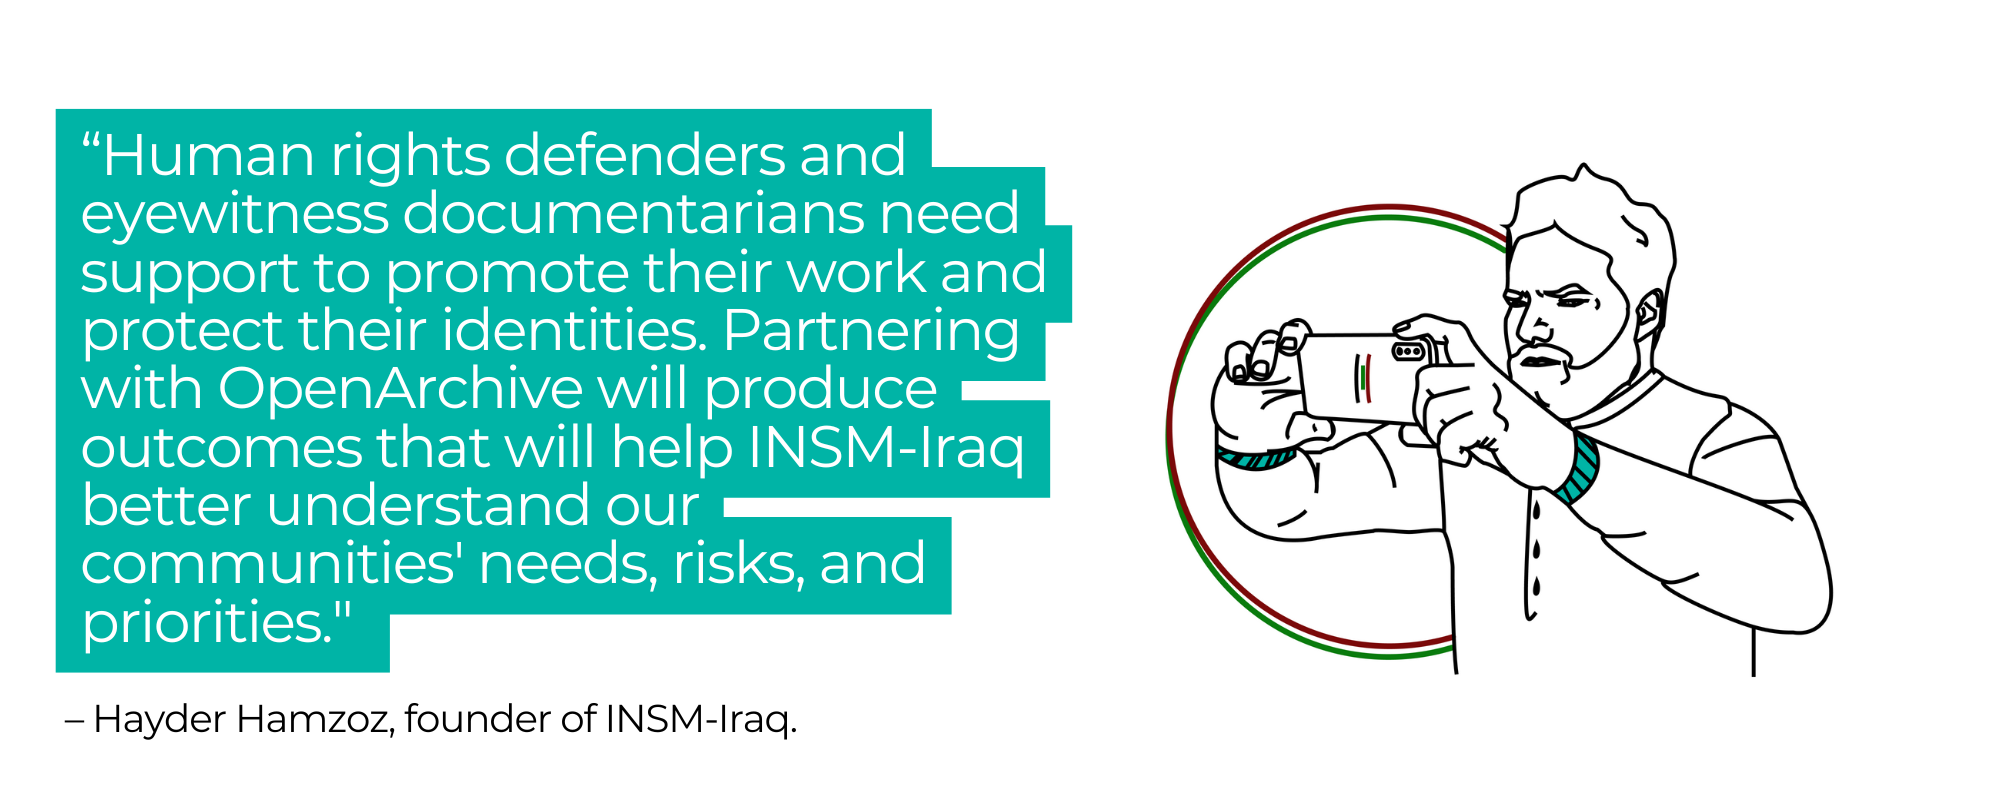 “Human rights defenders and
eyewitness documentarians need
support to promote their work and
protect their identities. Partnering
with OpenArchive will produce
outcomes that will help INSM-Iraq
better understand our
communities' needs, risks, and
priorities."
– Hayder Hamzoz, founder of INSM-Iraq.